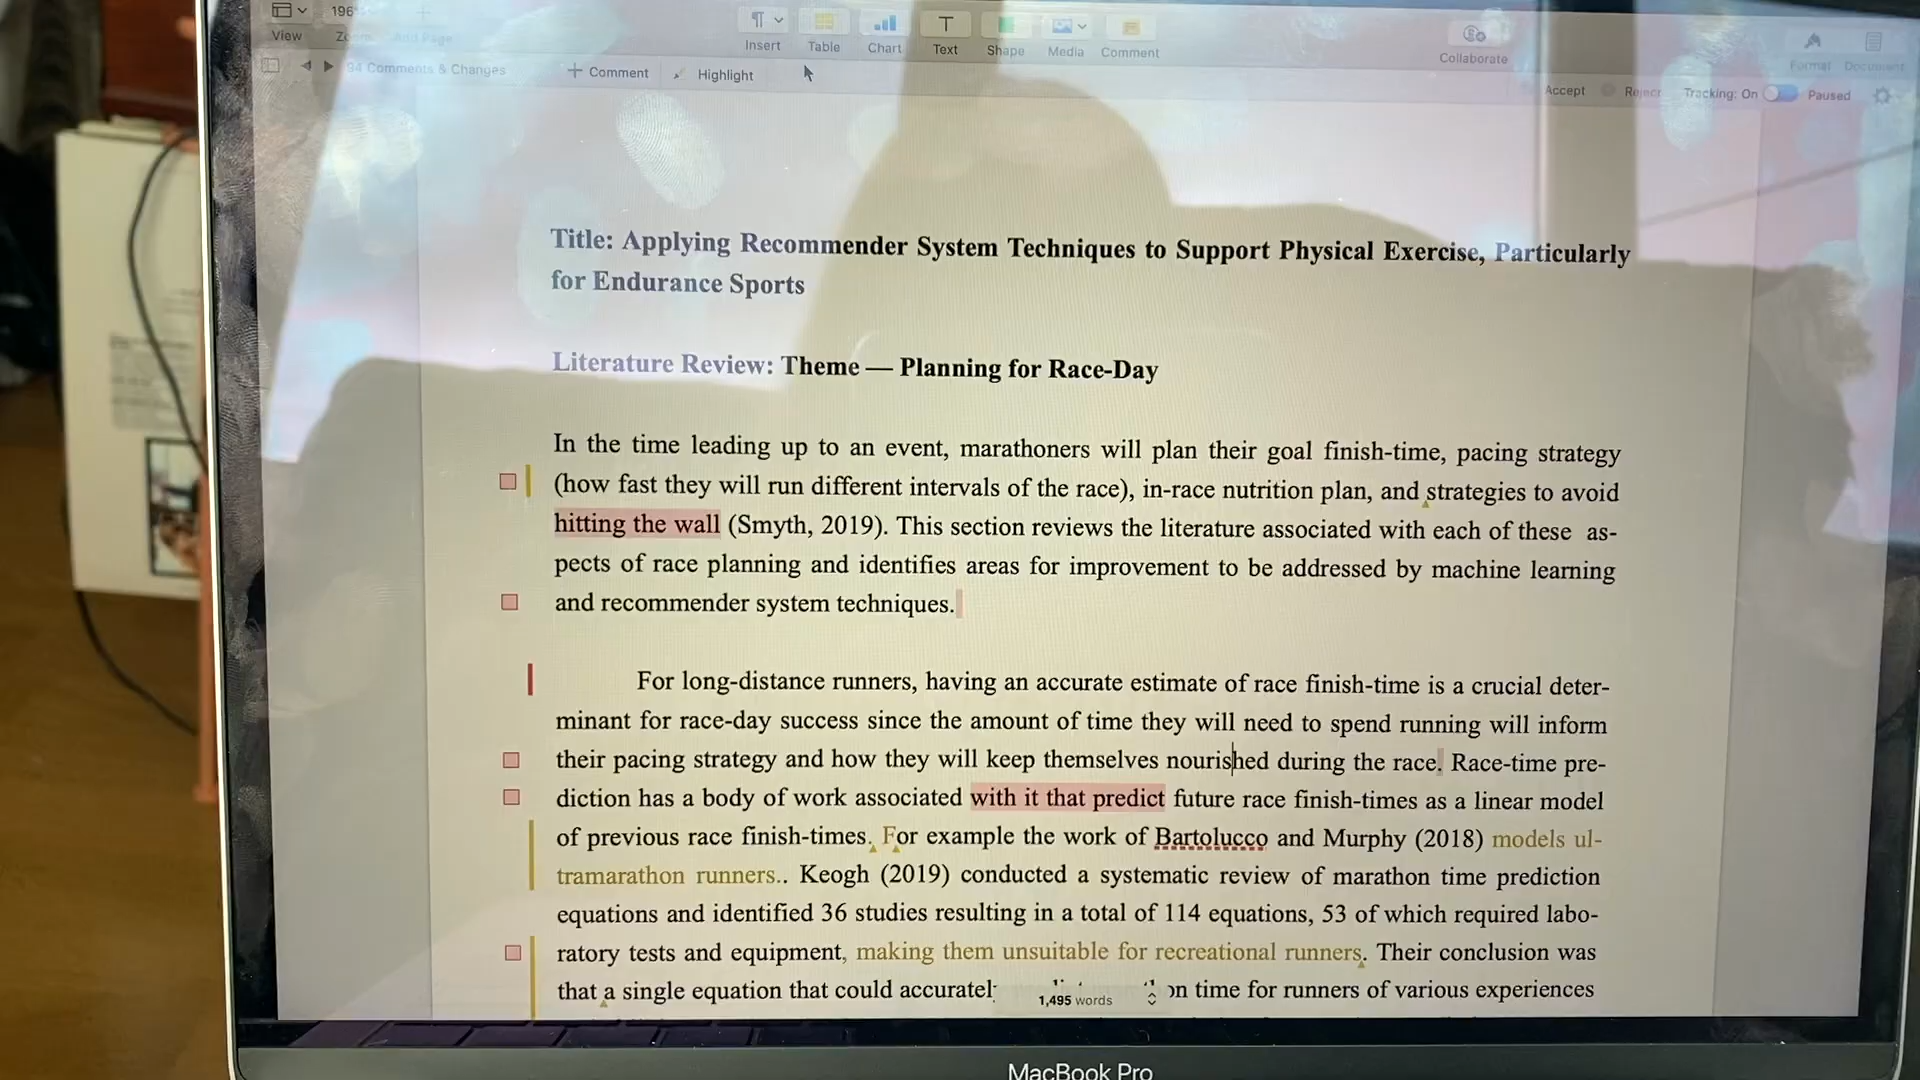 196
View Zoom Add Page Insert Table Chart Text Shape Media Comment Collaborate Format Document
94 Comments & Changes Comment Highlight Accept Reject Tracking: On Paused
Title: Applying Recommender System Techniques to Support Physical Exercise, Particularly
for Endurance Sports
Literature Review: Theme — Planning for Race-Day
In the time leading up to an event, marathoners will plan their goal finish-time, pacing strategy
(how fast they will run different intervals of the race), in-race nutrition plan, and strategies to avoid
hitting the wall (Smyth, 2019). This section reviews the literature associated with each of these as-
pects of race planning and identifies areas for improvement to be addressed by machine learning
and recommender system techniques.
For long-distance runners, having an accurate estimate of race finish-time is a crucial deter-
minant for race-day success since the amount of time they will need to spend running will inform
their pacing strategy and how they will keep themselves nourished during the race. Race-time pre-
diction has a body of work associated with it that predict future race finish-times as a linear model
of previous race finish-times. For example the work of Bartolucco and Murphy (2018) models ul-
tramarathon runners.. Keogh (2019) conducted a systematic review of marathon time prediction
equations and identified 36 studies resulting in a total of 114 equations, 53 of which required labo-
ratory tests and equipment, making them unsuitable for recreational runners. Their conclusion was
that a single equation that could time for runners of various experiences
1,495 words
MacBook Pro